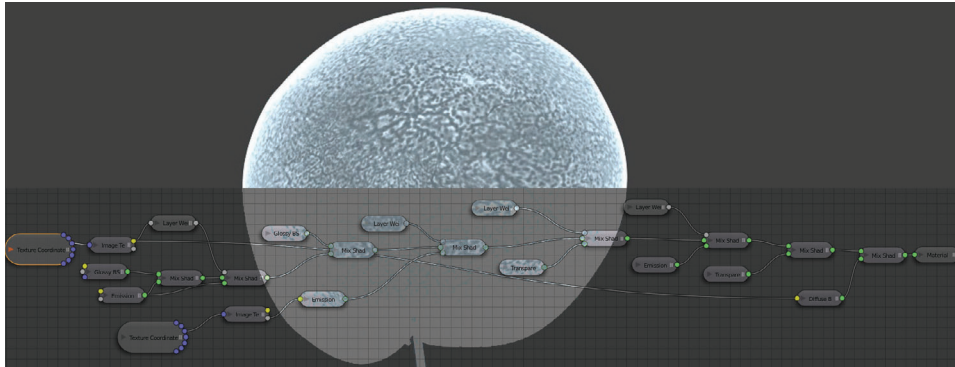 Layer Wei
Texture Coordinate
Image Te
Glossy BS
Mix Shad
Mix Shad
Emission
Texture Coordinate
Image Te
Glossy BS
Layer Wei
Mix Shad
Mix Shad
Emission
Layer Wei
Transpare
Mix Shad
Layer Wei
Mix Shad
Emission
Transpare
Mix Shad
Diffuse B
Mix Shad
Material